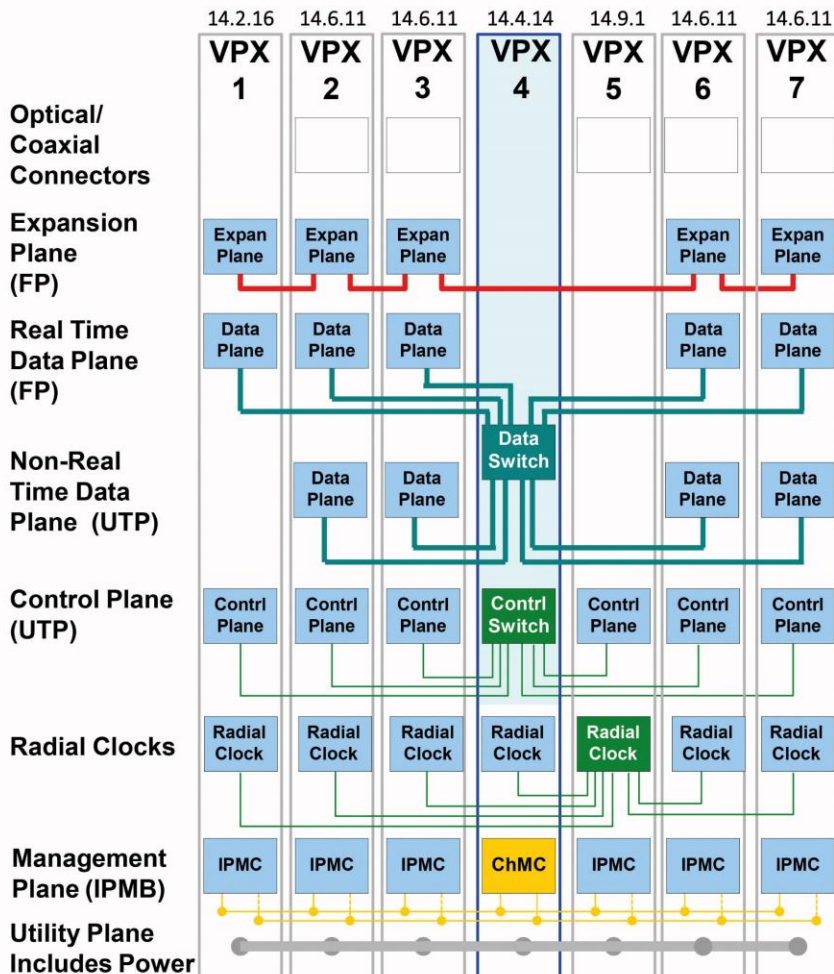 14.2.16 14.6.11 14.6.11 14.4.14 14.9.1 14.6.11 14.6.11
VPX VPX VPX VPX VPX VPX VPX
1 2 3 4 5 6 7
Optical/
Coaxial
Connectors
Expansion
Plane
(FP)
Expan Expan Expan Expan Expan
Plane Plane Plane Plane Plane
Real Time
Data Plane
(FP)
Data Data Data Data Data
Plane Plane Plane Plane Plane
Data
Switch
Non-Real
Time Data
Plane (UTP)
Data Data Data Data
Plane Plane Plane Plane
Control Plane
(UTP)
Contrl Contrl Contrl Contrl Contrl Contrl Contrl
Plane Plane Plane Switch Plane Plane Plane
Radial Clocks
Radial Radial Radial Radial Radial Radial Radial
Clock Clock Clock Clock Clock Clock Clock
Management
Plane (IPMB)
IPMC IPMC IPMC ChMC IPMC IPMC IPMC
Utility Plane
Includes Power